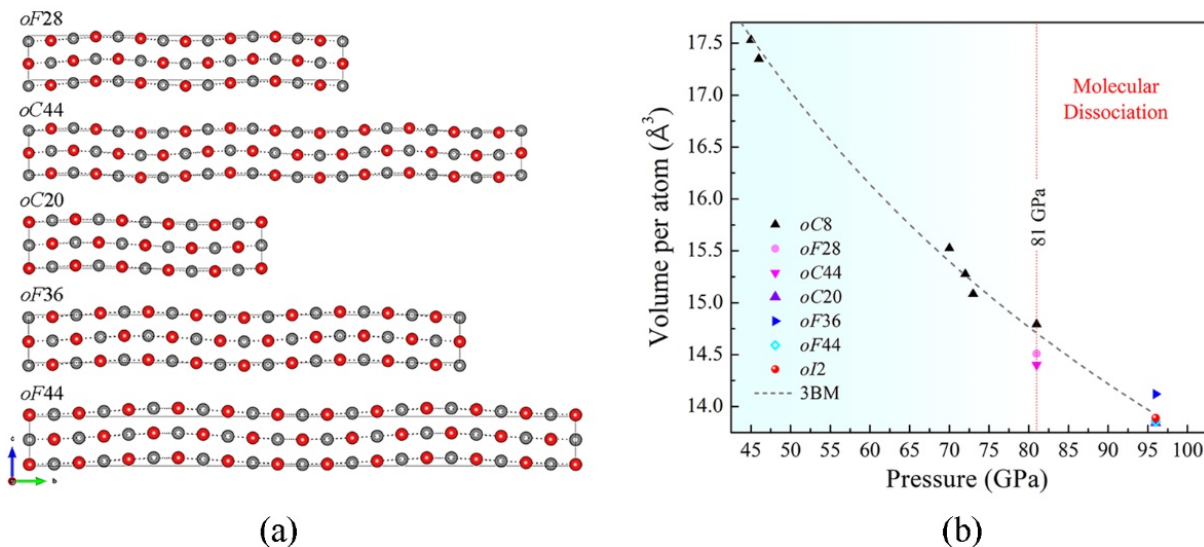 oF28
oC44
oC20
oF36
oF44
c
b
(a)
Volume per atom (Å³)
17.5
17.0
16.5
16.0
15.5
15.0
14.5
14.0
Molecular
Dissociation
81 GPa
oC8
oF28
oC44
oC20
oF36
oF44
oI2
3BM
45 50 55 60 65 70 75 80 85 90 95 100
Pressure (GPa)
(b)